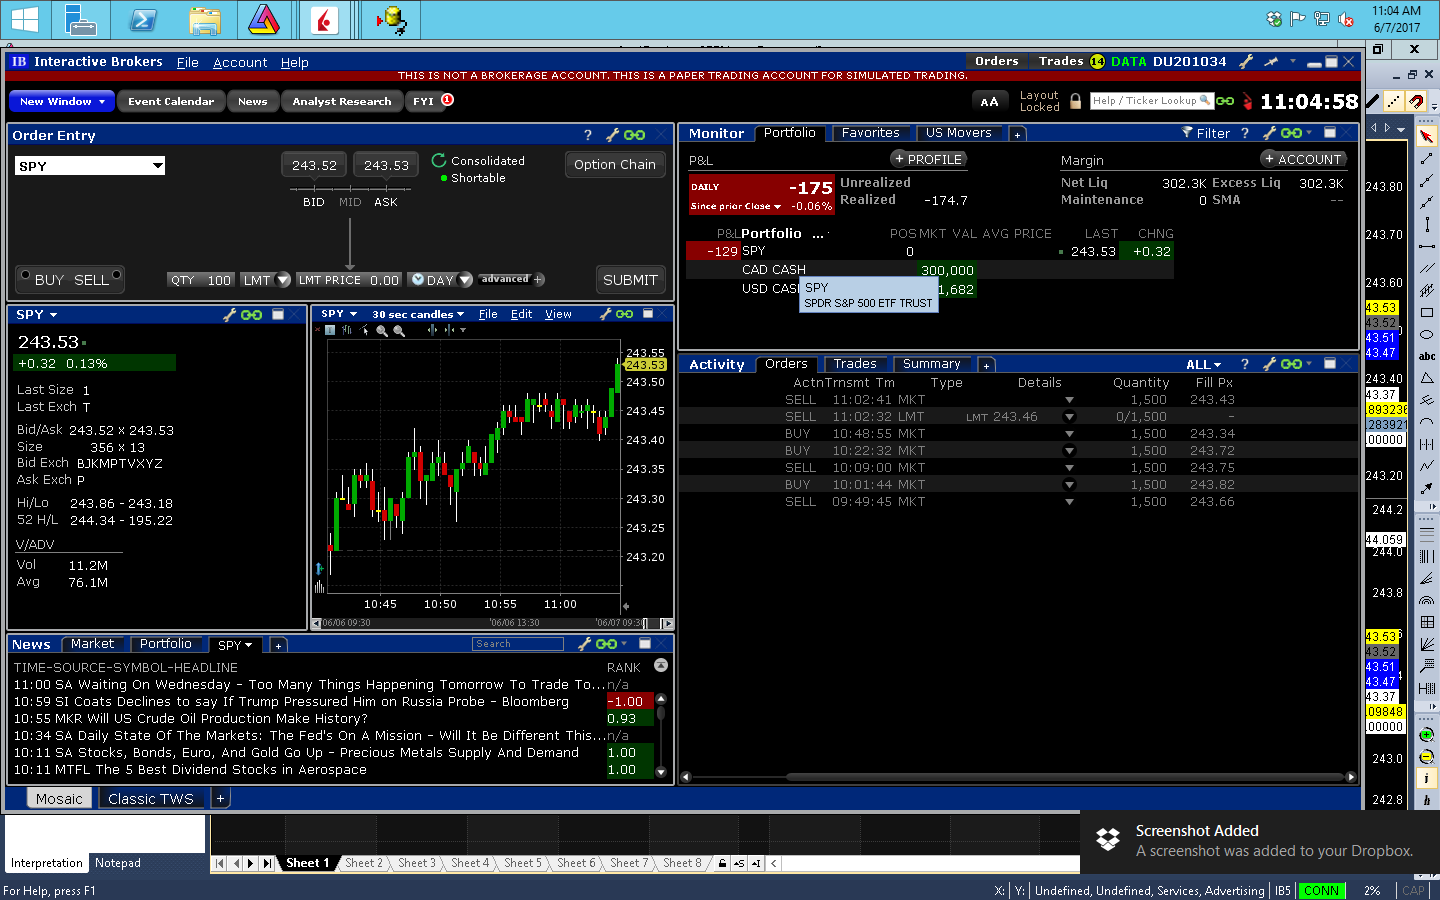 11:04 AM
6/7/2017
IB Interactive Brokers File Account Help
Orders Trades 14 DATA DU201034
THIS IS NOT A BROKERAGE ACCOUNT. THIS IS A PAPER TRADING ACCOUNT FOR SIMULATED TRADING.
New Window Event Calendar News Analyst Research FYI 1
AA Layout Locked Help / Ticker Lookup 11:04:58
Order Entry ?
SPY 243.52 243.53 Consolidated Option Chain
Shortable
BID MID ASK
BUY SELL QTY 100 LMT LMT PRICE 0.00 DAY advanced + SUBMIT
Monitor Portfolio Favorites US Movers + Filter ?
P&L + PROFILE Margin + ACCOUNT
DAILY -175 Unrealized Net Liq 302.3K Excess Liq 302.3K
Since prior Close -0.06% Realized -174.7 Maintenance 0 SMA --
P&L Portfolio ... POS MKT VAL AVG PRICE LAST CHNG
-129 SPY 0 243.53 +0.32
CAD CASH 300,000
USD CAS 1,682
SPY
SPDR S&P 500 ETF TRUST
SPY
243.53
+0.32 0.13%
Last Size 1
Last Exch T
Bid/Ask 243.52 x 243.53
Size 356 x 13
Bid Exch BJKMPTVXYZ
Ask Exch P
Hi/Lo 243.86 - 243.18
52 H/L 244.34 - 195.22
V/ADV
Vol 11.2M
Avg 76.1M
SPY 30 sec candles File Edit View
243.55
243.53
243.50
243.45
243.40
243.35
243.30
243.25
243.20
10:45 10:50 10:55 11:00
'06/06 09:30 '06/06 13:30 '06/07 09:30
Activity Orders Trades Summary + ALL ?
Actn Trnsmt Tm Type Details Quantity Fill Px
SELL 11:02:41 MKT 1,500 243.43
SELL 11:02:32 LMT LMT 243.46 0/1,500 -
BUY 10:48:55 MKT 1,500 243.34
BUY 10:22:32 MKT 1,500 243.72
SELL 10:09:00 MKT 1,500 243.75
BUY 10:01:44 MKT 1,500 243.82
SELL 09:49:45 MKT 1,500 243.66
News Market Portfolio SPY + Search
TIME-SOURCE-SYMBOL-HEADLINE RANK
11:00 SA Waiting On Wednesday - Too Many Things Happening Tomorrow To Trade To... n/a
10:59 SI Coats Declines to say If Trump Pressured Him on Russia Probe - Bloomberg -1.00
10:55 MKR Will US Crude Oil Production Make History? 0.93
10:34 SA Daily State Of The Markets: The Fed's On A Mission - Will It Be Different This... n/a
10:11 SA Stocks, Bonds, Euro, And Gold Go Up - Precious Metals Supply And Demand 1.00
10:11 MTFL The 5 Best Dividend Stocks in Aerospace 1.00
Mosaic Classic TWS +
243.80
243.70
243.60
43.53
43.52
43.51
43.47
243.40
43.37
.893236
.283921
.00000
243.20
244.2
44.059
244.0
243.8
43.53
43.52
43.51
43.47
43.37
.09848
.00000
243.0
242.8
abc
i
h
Interpretation Notepad
Sheet 1 Sheet 2 Sheet 3 Sheet 4 Sheet 5 Sheet 6 Sheet 7 Sheet 8
Screenshot Added
A screenshot was added to your Dropbox.
For Help, press F1 X: Y: Undefined, Undefined, Services, Advertising IB5 CONN 2% CAP